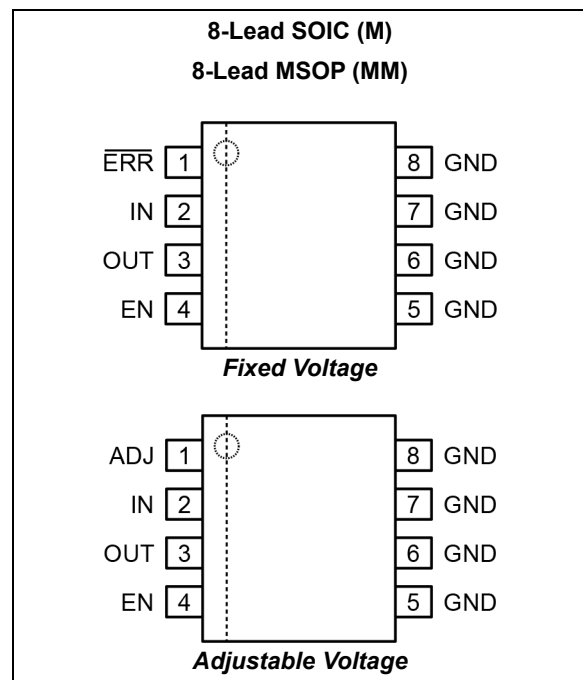 8-Lead SOIC (M)
8-Lead MSOP (MM)
ERR 1 8 GND
IN 2 7 GND
OUT 3 6 GND
EN 4 5 GND
Fixed Voltage
ADJ 1 8 GND
IN 2 7 GND
OUT 3 6 GND
EN 4 5 GND
Adjustable Voltage